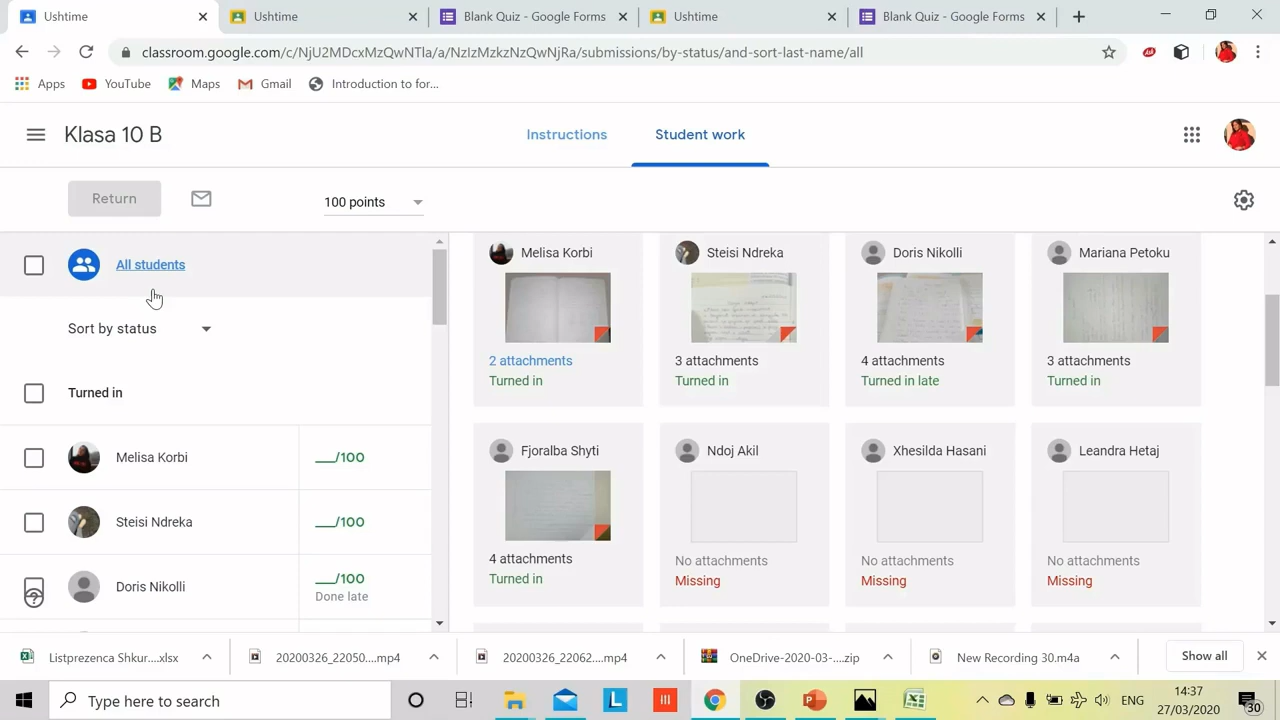 Ushtime
Ushtime
Blank Quiz - Google Forms
Ushtime
Blank Quiz - Google Forms
classroom.google.com/c/NjU2MDcxMzQwNTla/a/NzIzMzkzNzQwNjRa/submissions/by-status/and-sort-last-name/all
Apps
YouTube
Maps
Gmail
Introduction to for...
Klasa 10 B
Instructions
Student work
Return
100 points
All students
Sort by status
Turned in
Melisa Korbi
___/100
Steisi Ndreka
___/100
Doris Nikolli
___/100
Done late
Melisa Korbi
Steisi Ndreka
Doris Nikolli
Mariana Petoku
2 attachments
3 attachments
4 attachments
3 attachments
Turned in
Turned in
Turned in late
Turned in
Fjoralba Shyti
Ndoj Akil
Xhesilda Hasani
Leandra Hetaj
4 attachments
No attachments
No attachments
No attachments
Turned in
Missing
Missing
Missing
Listprezenca Shkur....xlsx
20200326_22050....mp4
20200326_22062....mp4
OneDrive-2020-03-....zip
New Recording 30.m4a
Show all
Type here to search
ENG
14:37
27/03/2020
30